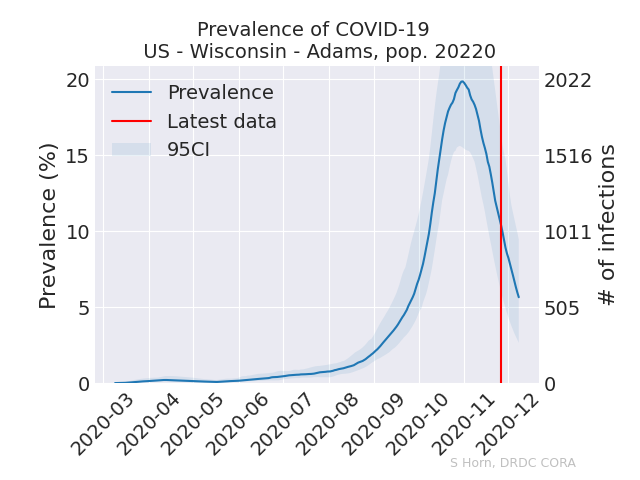 Prevalence of COVID-19
US - Wisconsin - Adams, pop. 20220
Prevalence
Latest data
95CI
Prevalence (%)
20
15
10
5
0
2022
1516
1011
505
0
# of infections
2020-03
2020-04
2020-05
2020-06
2020-07
2020-08
2020-09
2020-10
2020-11
2020-12
S Horn, DRDC CORA